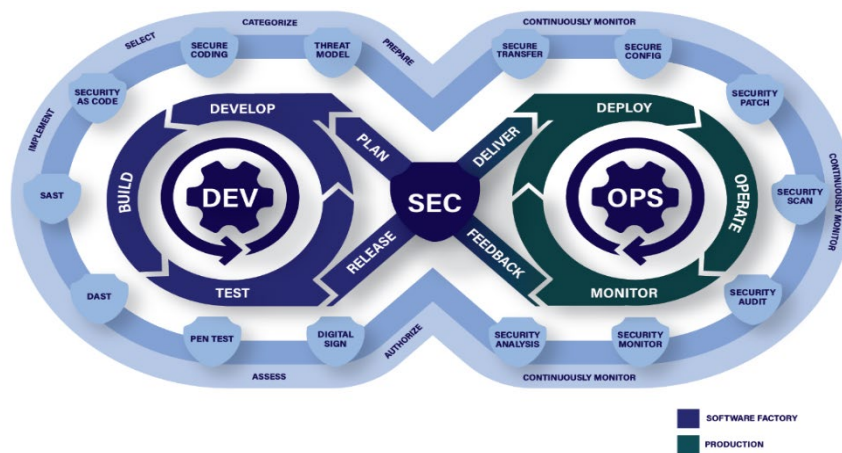 CATEGORIZE
CONTINUOUSLY MONITOR
SELECT
SECURE
CODING
THREAT
MODEL
PREPARE
SECURE
TRANSFER
SECURE
CONFIG
SECURITY
AS CODE
SECURITY
PATCH
IMPLEMENT
DEVELOP
DEPLOY
PLAN
DELIVER
BUILD
DEV
SEC
OPS
OPERATE
SAST
SECURITY
SCAN
CONTINUOUSLY MONITOR
RELEASE
FEEDBACK
TEST
MONITOR
DAST
SECURITY
AUDIT
PEN TEST
DIGITAL
SIGN
AUTHORIZE
SECURITY
ANALYSIS
SECURITY
MONITOR
ASSESS
CONTINUOUSLY MONITOR
SOFTWARE FACTORY
PRODUCTION